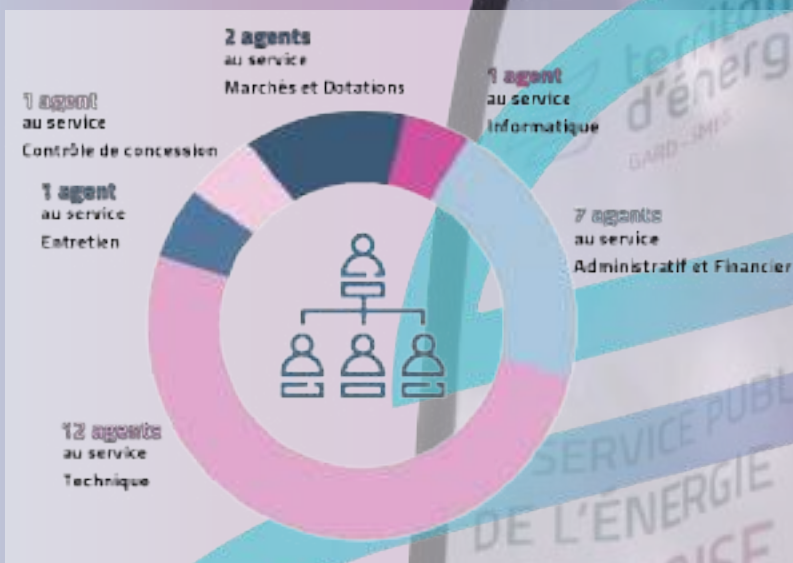 2 agents
au service
Marchés et Dotations
1 agent
au service
Informatique
1 agent
au service
Contrôle de concession
1 agent
au service
Entretien
7 agents
au service
Administratif et Financier
12 agents
au service
Technique
territoire
d'énerg
GARD - SMEG
SERVICE PUBL
DE L'ÉNERGIE